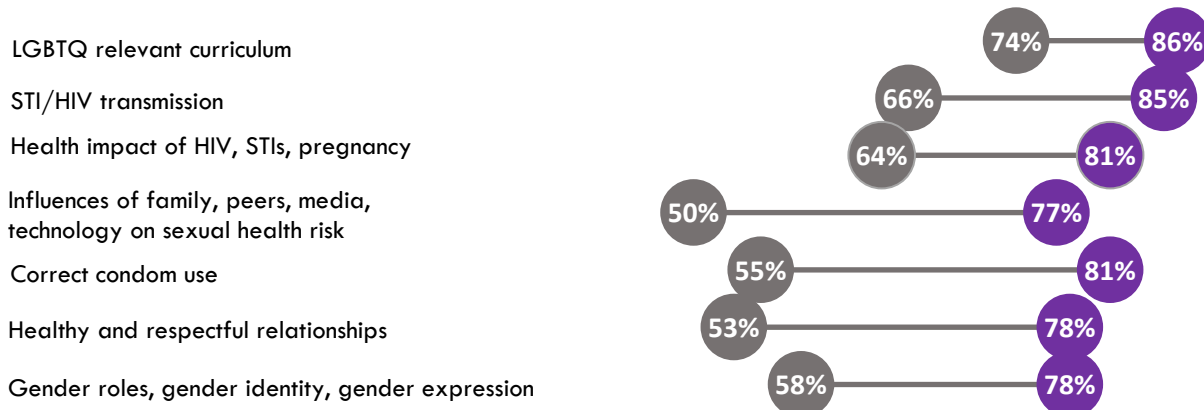 LGBTQ relevant curriculum 74% 86%
STI/HIV transmission 66% 85%
Health impact of HIV, STIs, pregnancy 64% 81%
Influences of family, peers, media,
technology on sexual health risk 50% 77%
Correct condom use 55% 81%
Healthy and respectful relationships 53% 78%
Gender roles, gender identity, gender expression 58% 78%